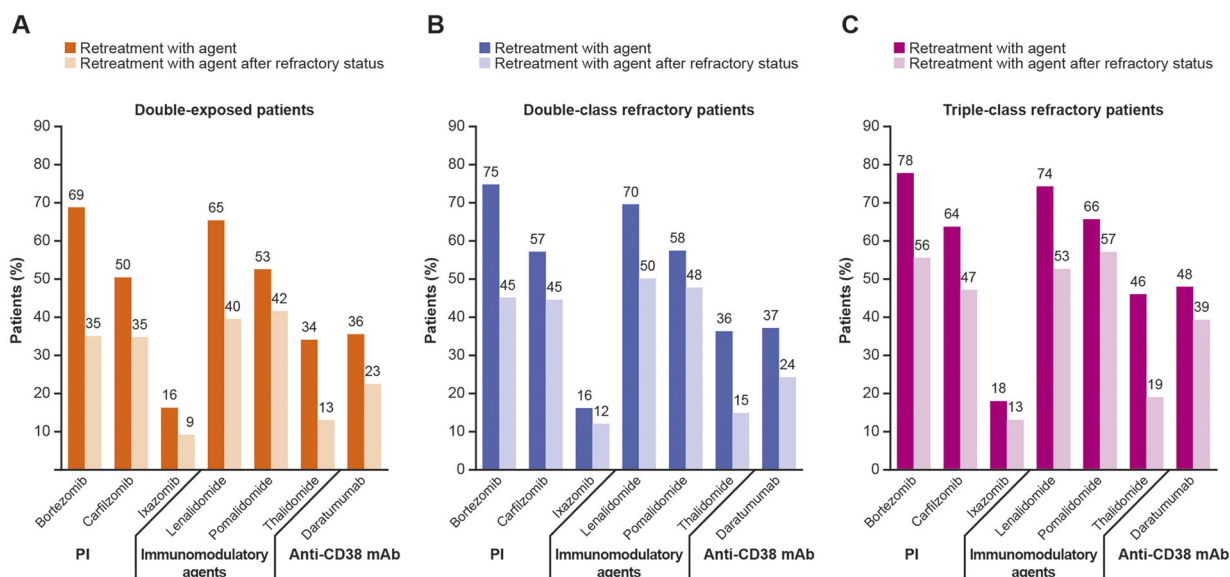 A
Retreatment with agent
Retreatment with agent after refractory status
Double-exposed patients
Patients (%)
90
80
70
60
50
40
30
20
10
0
69
35
50
35
16
9
65
40
53
42
34
13
36
23
Bortezomib
Carfilzomib
Ixazomib
Lenalidomide
Pomalidomide
Thalidomide
Daratumumab
PI
Immunomodulatory
agents
Anti-CD38 mAb
B
Retreatment with agent
Retreatment with agent after refractory status
Double-class refractory patients
Patients (%)
90
80
70
60
50
40
30
20
10
0
75
45
57
45
16
12
70
50
58
48
36
15
37
24
Bortezomib
Carfilzomib
Ixazomib
Lenalidomide
Pomalidomide
Thalidomide
Daratumumab
PI
Immunomodulatory
agents
Anti-CD38 mAb
C
Retreatment with agent
Retreatment with agent after refractory status
Triple-class refractory patients
Patients (%)
90
80
70
60
50
40
30
20
10
0
78
56
64
47
18
13
74
53
66
57
46
19
48
39
Bortezomib
Carfilzomib
Ixazomib
Lenalidomide
Pomalidomide
Thalidomide
Daratumumab
PI
Immunomodulatory
agents
Anti-CD38 mAb